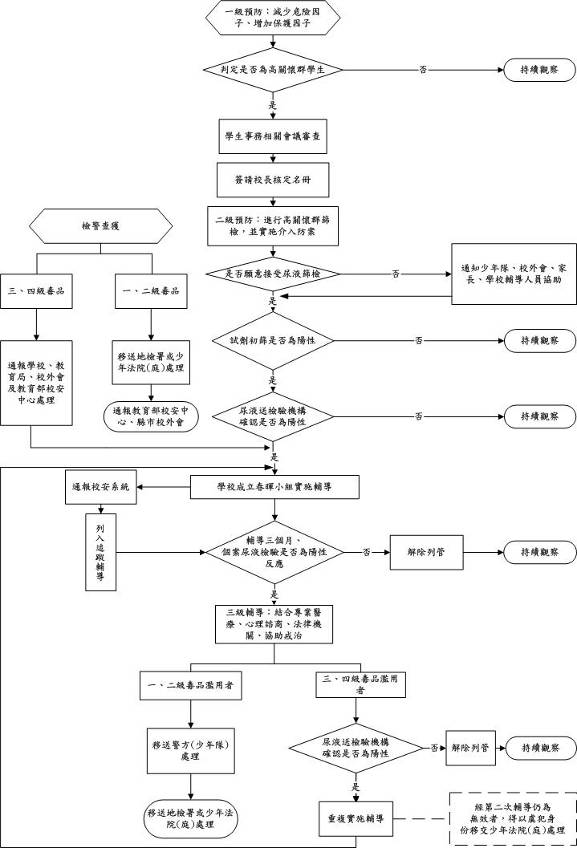 一級預防：減少危險因
子、增加保護因子
判定是否為高關懷群學生
否
持續觀察
是
學生事務相關會議審查
簽請校長核定名冊
二級預防：進行高關懷群篩
檢，並實施介入防案
檢警查獲
是否願意接受尿液篩檢
否
通知少年隊、校外會、家
長、學校輔導人員協助
三、四級毒品
一、二級毒品
是
試劑初篩是否為陽性
否
持續觀察
通報學校、教育
局、校外會
及教育部校安
中心處理
移送地檢署或少
年法院(庭)處理
是
通報教育部校安中
心、縣市校外會
尿液送檢驗機構
確認是否為陽性
否
持續觀察
是
通報校安系統
學校成立春暉小組實施輔導
列
入
追
蹤
輔
導
輔導三個月、
個案尿液檢驗是否為陽性
反應
否
解除列管
持續觀察
是
三級輔導：結合專業醫
療、心理諮商、法律機
關、協助戒治
一、二級毒品濫用者
三、四級毒品濫用
者
移送警方(少年隊)
處理
尿液送檢驗機構
確認是否為陽性
否
解除列管
持續觀察
是
移送地檢署或少年法
院(庭)處理
重複實施輔導
經第二次輔導仍為
無效者，得以虞犯身
份移交少年法院(庭)處理